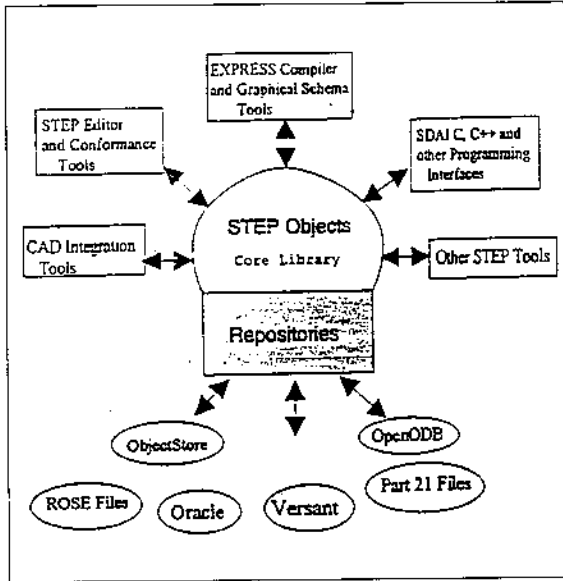 EXPRESS Compiler
and Graphical Schema
Tools
STEP Editor
and Conformance
Tools
SDAI C, C++ and
other Programming
Interfaces
CAD Integration
Tools
STEP Objects
Core Library
Other STEP Tools
Repositories
ObjectStore
OpenODB
ROSE Files
Oracle
Versant
Part 21 Files